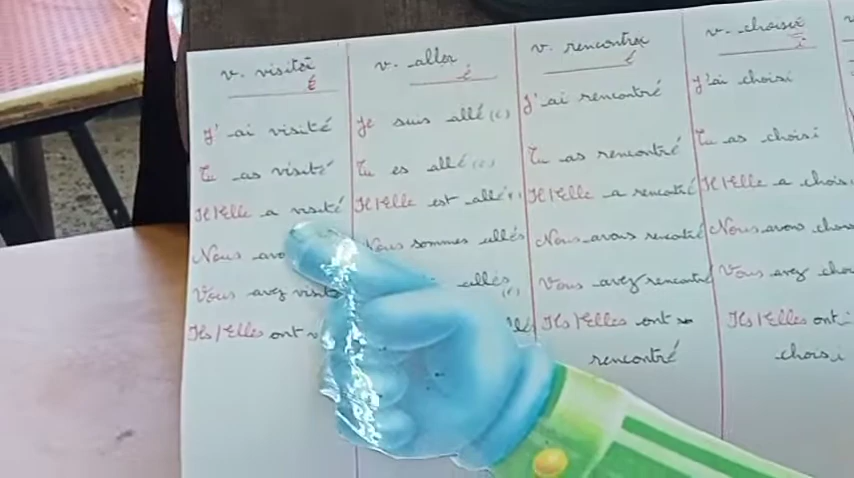 v. visiter
é
J' ai visité
Tu as visité
Il/Elle a visité
Nous
Vous avez
Ils/Elles ont
v. aller
é
Je suis allé (e)
Tu es allé (e)
Il/Elle est allé
Nous sommes allés
allés
(e)
v. rencontrer
é
J' ai rencontré
Tu as rencontré
Il/Elle a rencontré
Nous avons rencontré
Vous avez rencontré
Ils/Elles ont
rencontré
v. choisir
i
J'ai choisi
Tu as choisi
Il/Elle a
Nous avons
Vous avez
Ils/Elles ont
choisi